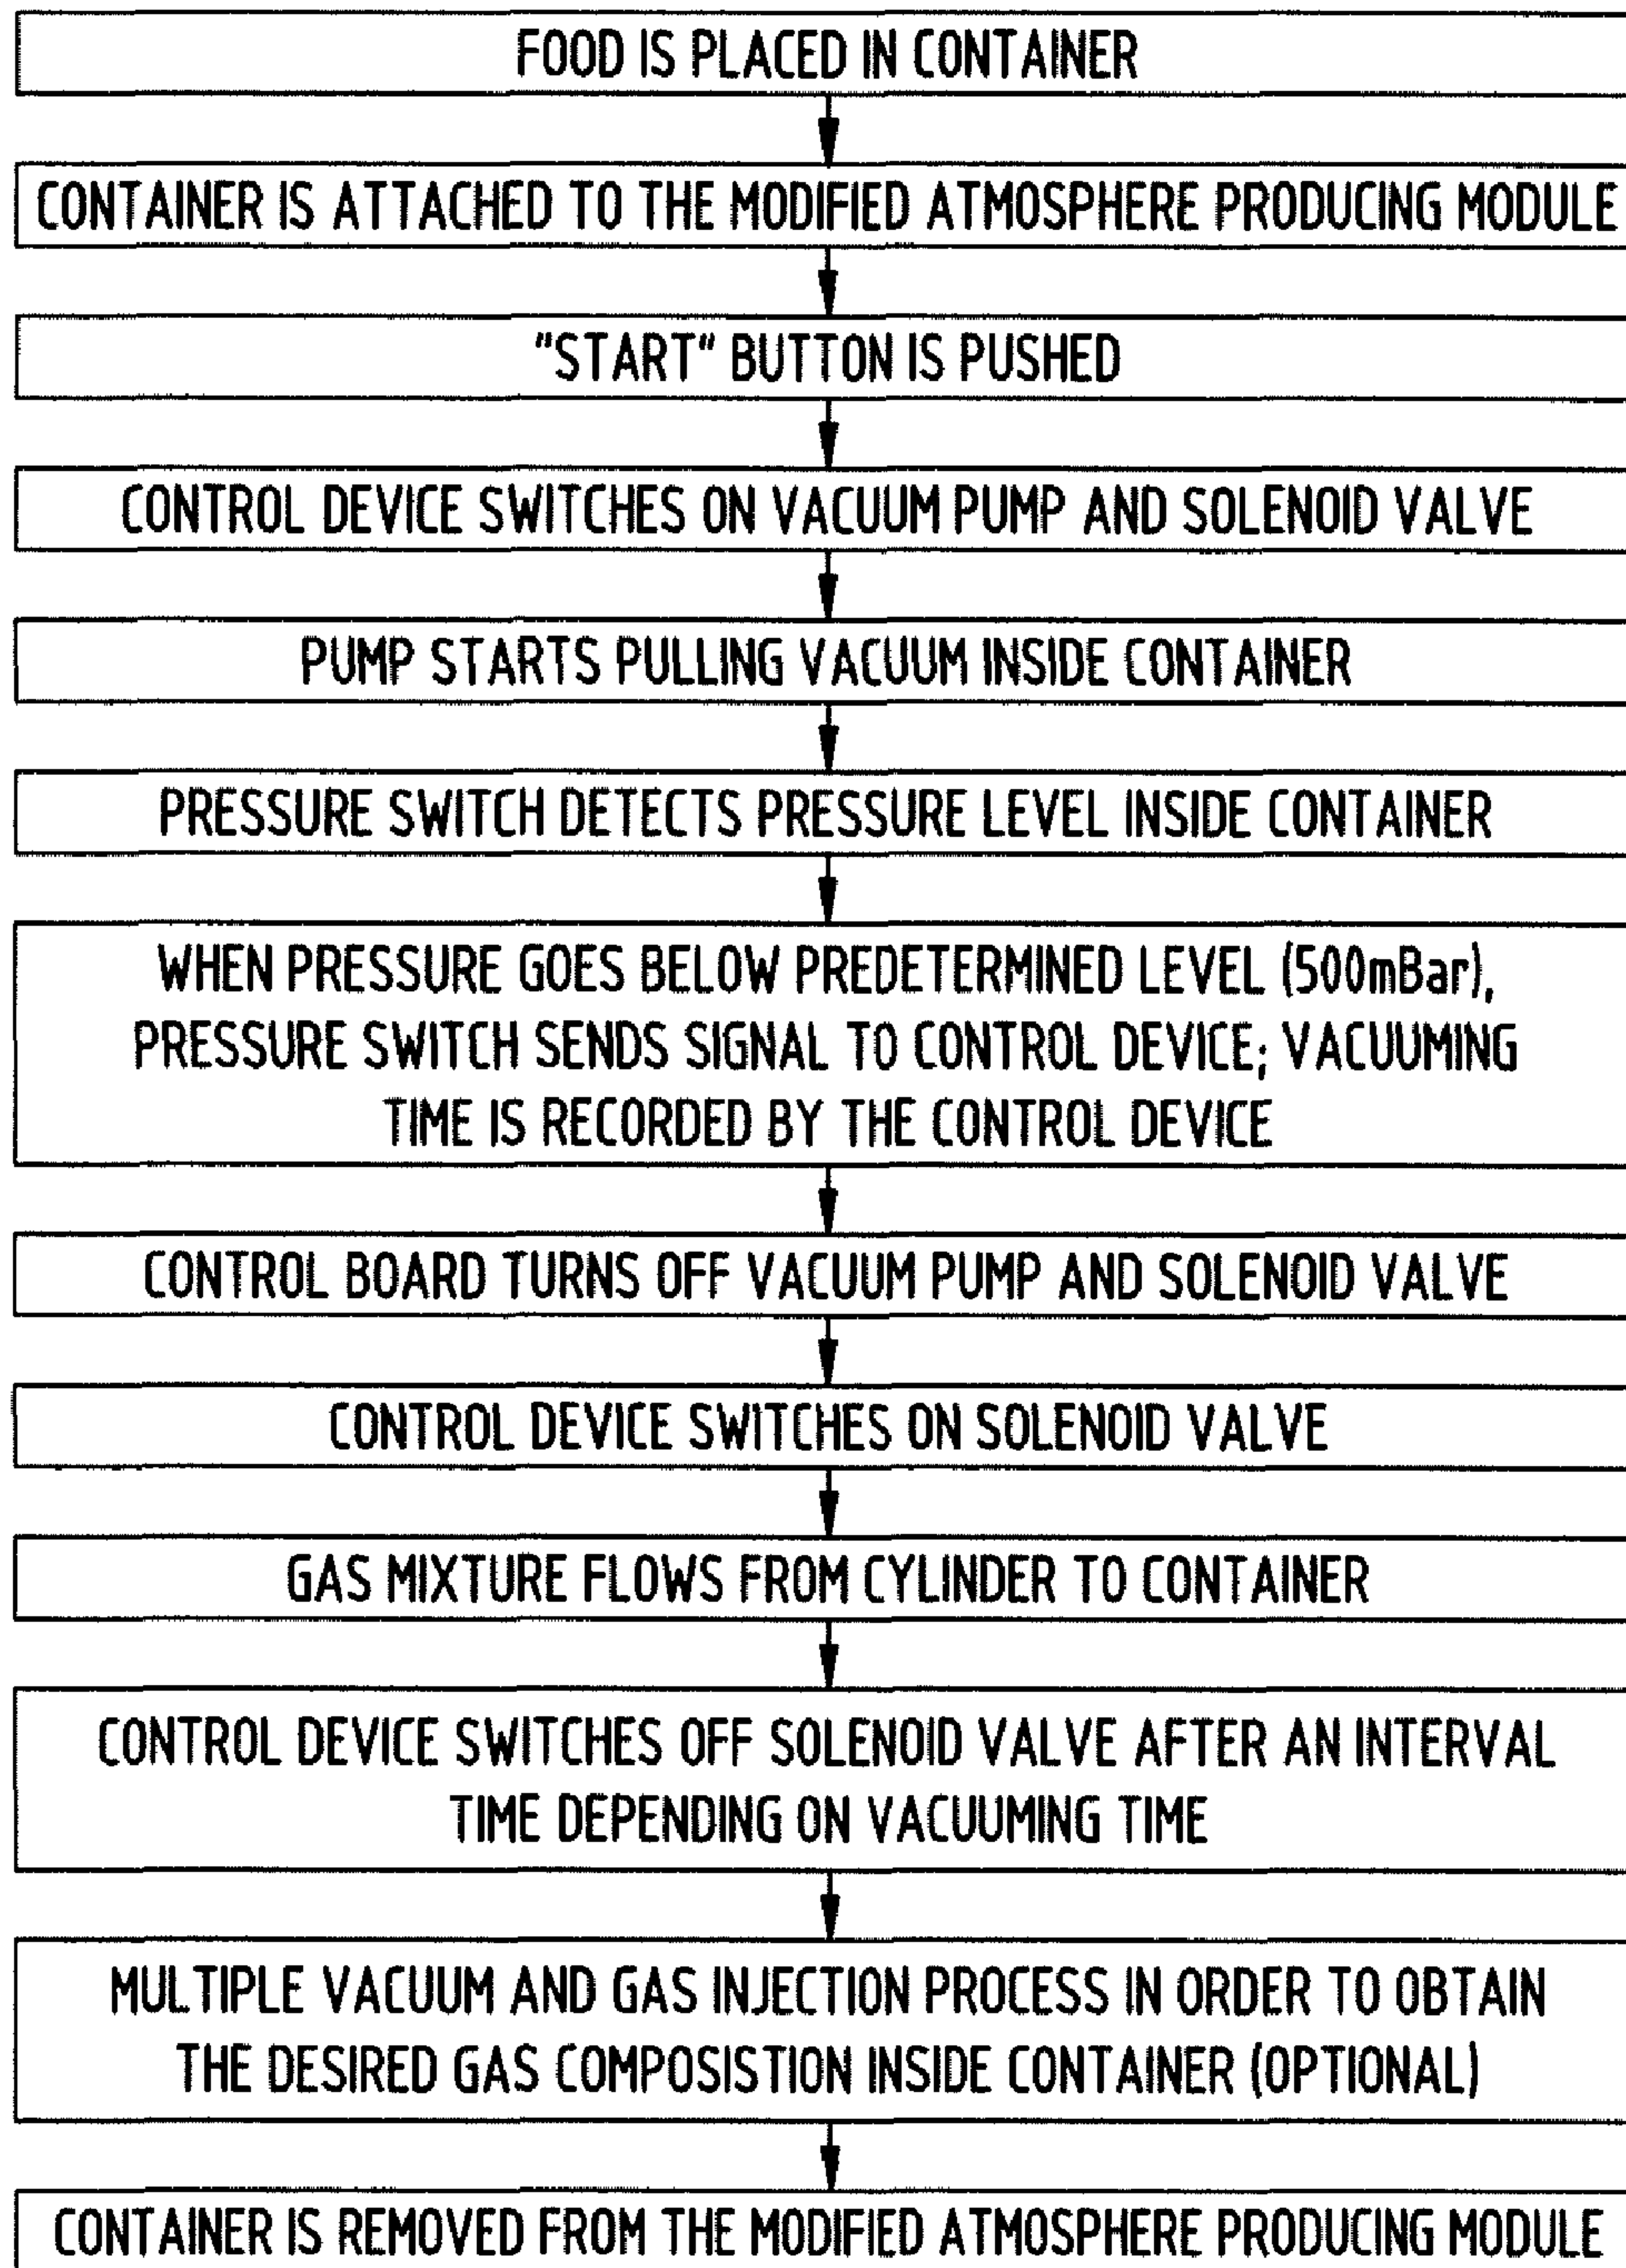 FOOD IS PLACED IN CONTAINER
CONTAINER IS ATTACHED TO THE MODIFIED ATMOSPHERE PRODUCING MODULE
"START" BUTTON IS PUSHED
CONTROL DEVICE SWITCHES ON VACUUM PUMP AND SOLENOID VALVE
PUMP STARTS PULLING VACUUM INSIDE CONTAINER
PRESSURE SWITCH DETECTS PRESSURE LEVEL INSIDE CONTAINER
WHEN PRESSURE GOES BELOW PREDETERMINED LEVEL (500mBar),
PRESSURE SWITCH SENDS SIGNAL TO CONTROL DEVICE; VACUUMING
TIME IS RECORDED BY THE CONTROL DEVICE
CONTROL BOARD TURNS OFF VACUUM PUMP AND SOLENOID VALVE
CONTROL DEVICE SWITCHES ON SOLENOID VALVE
GAS MIXTURE FLOWS FROM CYLINDER TO CONTAINER
CONTROL DEVICE SWITCHES OFF SOLENOID VALVE AFTER AN INTERVAL
TIME DEPENDING ON VACUUMING TIME
MULTIPLE VACUUM AND GAS INJECTION PROCESS IN ORDER TO OBTAIN
THE DESIRED GAS COMPOSISTION INSIDE CONTAINER (OPTIONAL)
CONTAINER IS REMOVED FROM THE MODIFIED ATMOSPHERE PRODUCING MODULE